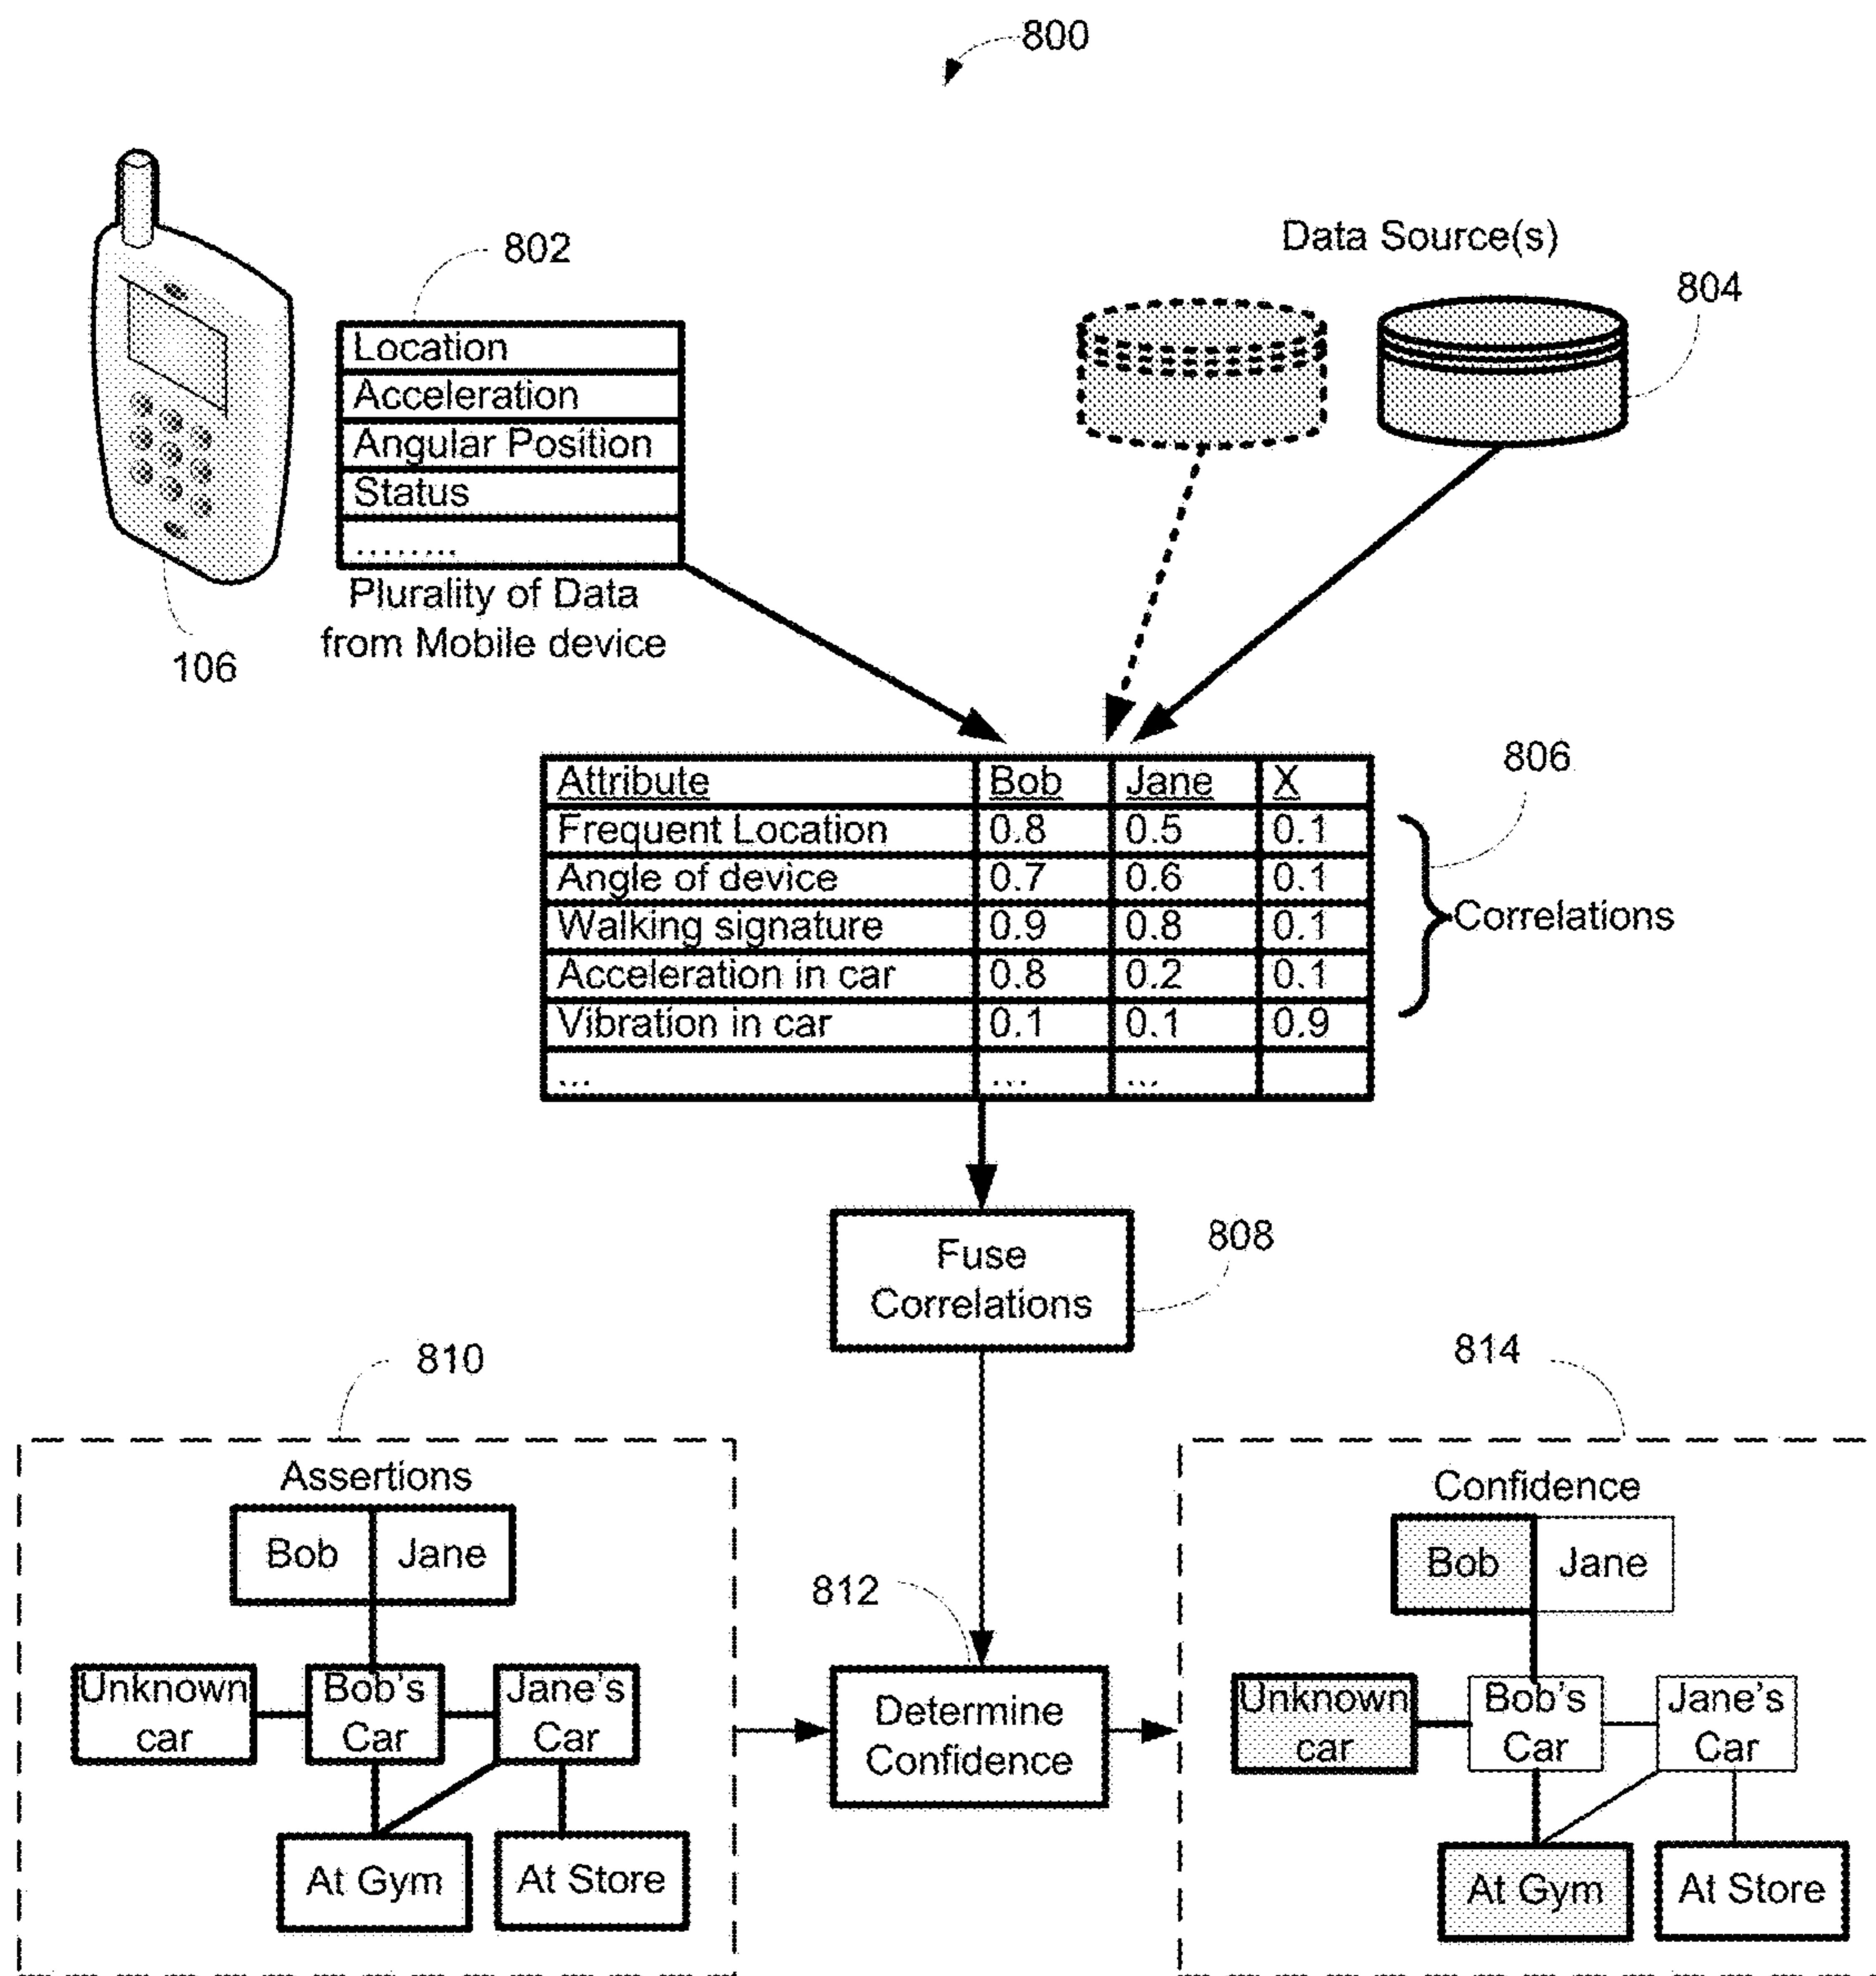 800
802
Location
Acceleration
Angular Position
Status
........
Plurality of Data
from Mobile device
106
Data Source(s)
804
Attribute Bob Jane X
Frequent Location 0.8 0.5 0.1
Angle of device 0.7 0.6 0.1
Walking signature 0.9 0.8 0.1
Acceleration in car 0.8 0.2 0.1
Vibration in car 0.1 0.1 0.9
... ... ...
806
Correlations
Fuse
Correlations
808
810
Assertions
Bob Jane
Unknown
car
Bob's
Car
Jane's
Car
At Gym
At Store
812
Determine
Confidence
814
Confidence
Bob Jane
Unknown
car
Bob's
Car
Jane's
Car
At Gym
At Store